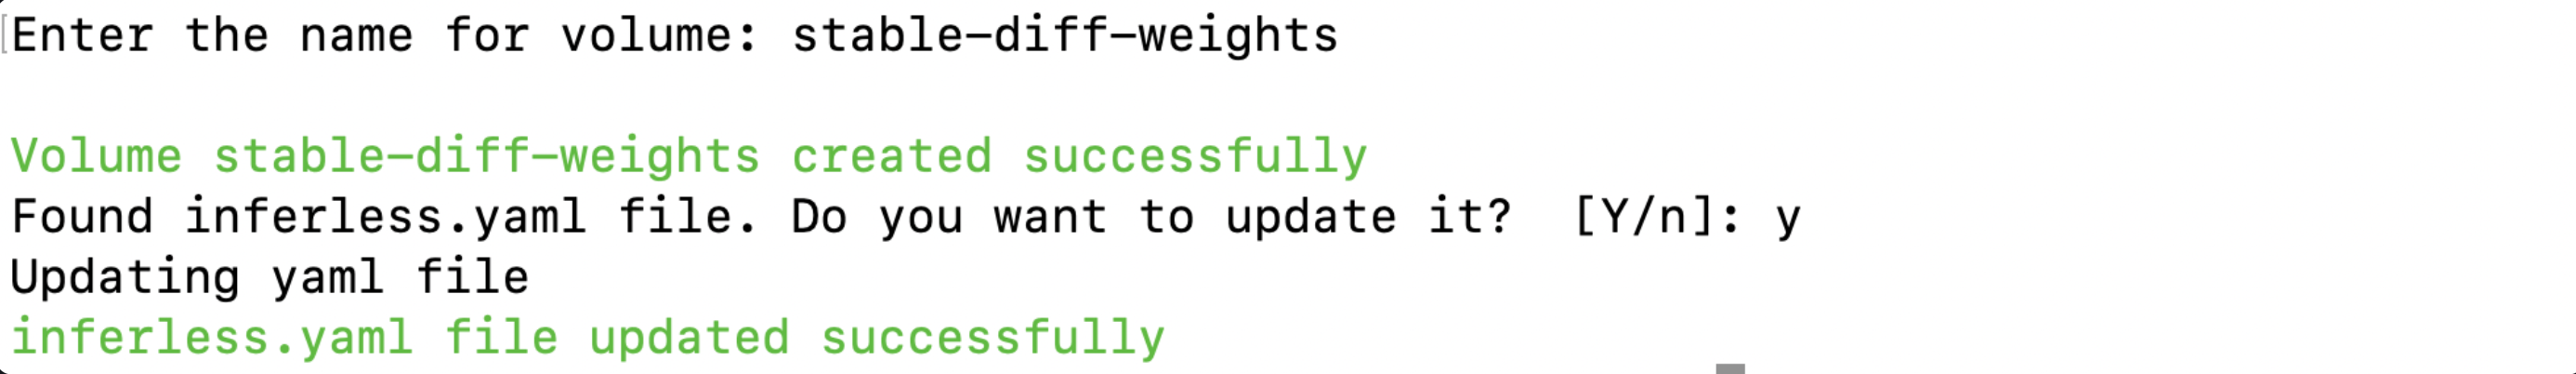 Enter the name for volume: stable-diff-weights
Volume stable-diff-weights created successfully
Found inferless.yaml file. Do you want to update it?  [Y/n]: y
Updating yaml file
inferless.yaml file updated successfully